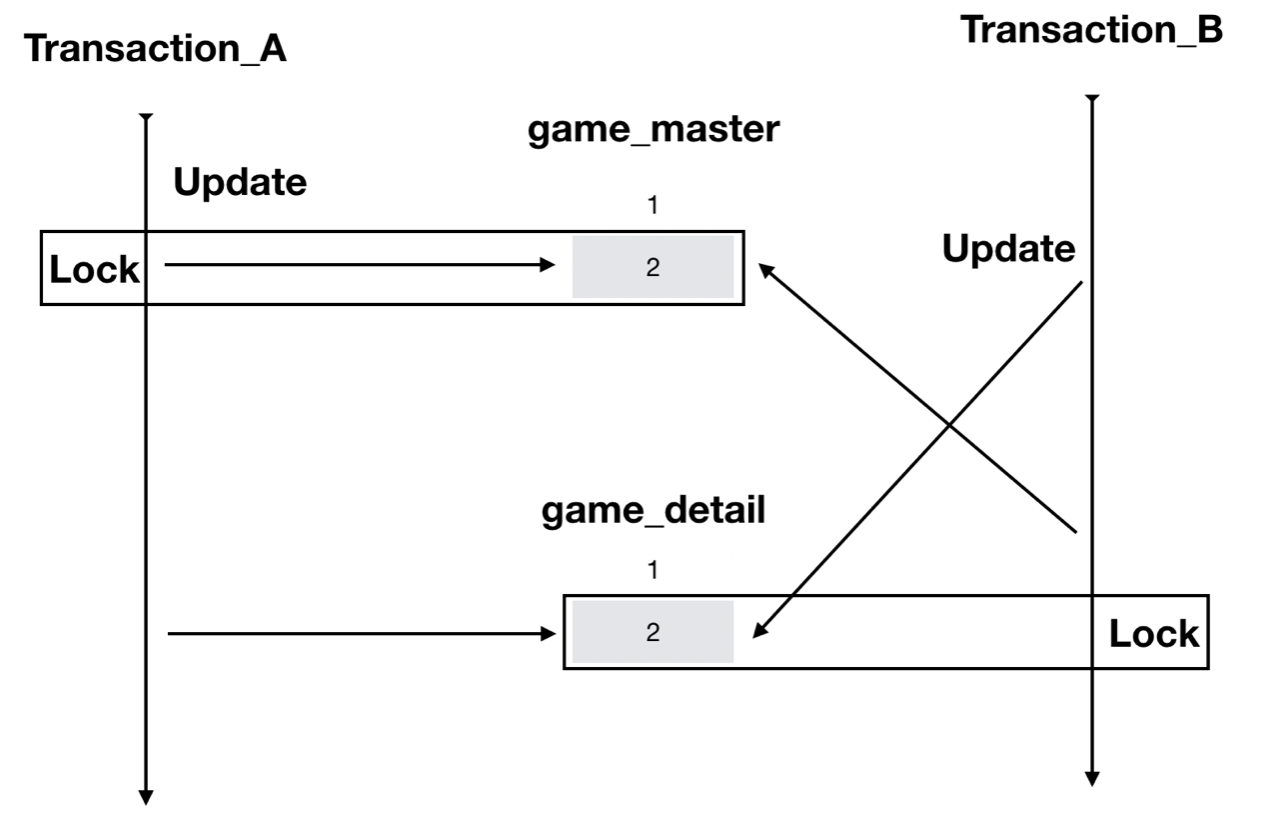 Transaction_A
Transaction_B
game_master
Update
1
Lock
2
Update
game_detail
1
2
Lock